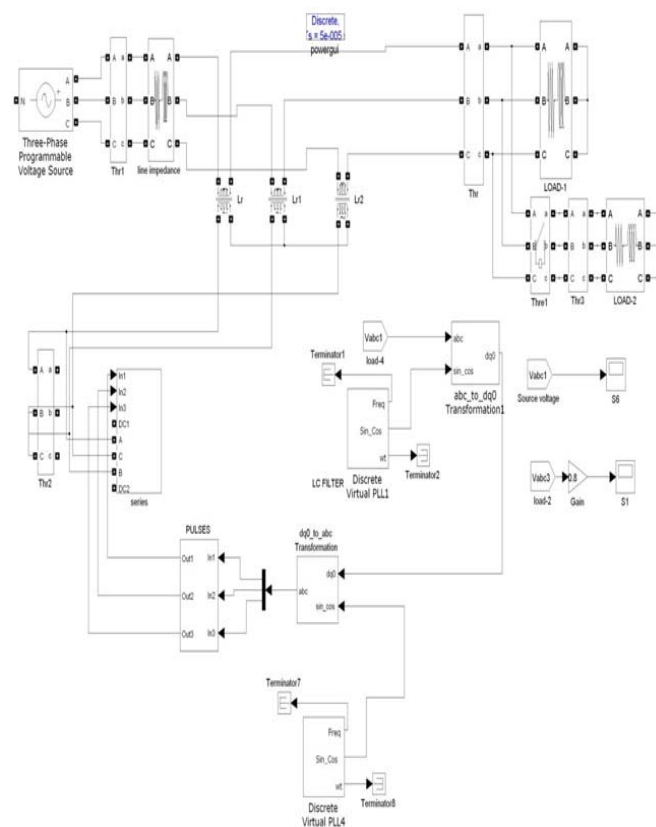 Discrete,
s = 5e-005
powergui
N
A
B
C
Three-Phase
Programmable
Voltage Source
A a
B b
C c
Thr1
A A
B B
C C
line impedance
Lr
Lr1
Lr2
A a
B b
C c
Thr
A A
B B
C C
LOAD-1
A a
B b
C c
Thre1
A a
B b
C c
Thr3
A A
B B
C C
LOAD-2
A a
B b
C c
Thr2
In1
In2
In3
DC1
A
C
B
DC2
series
Vabc1
load-4
abc
sin_cos
dq0
abc_to_dq0
Transformation1
Terminator1
Freq
Sin_Cos
wt
Terminator2
LC FILTER
Discrete
Virtual PLL1
Vabc1
Source voltage
S6
Vabc3
load-2
0.8
Gain
S1
PULSES
Out1 In1
Out2 In2
Out3 In3
dq0_to_abc
Transformation
dq0
abc
sin_cos
Terminator7
Freq
Sin_Cos
wt
Terminator8
Discrete
Virtual PLL4